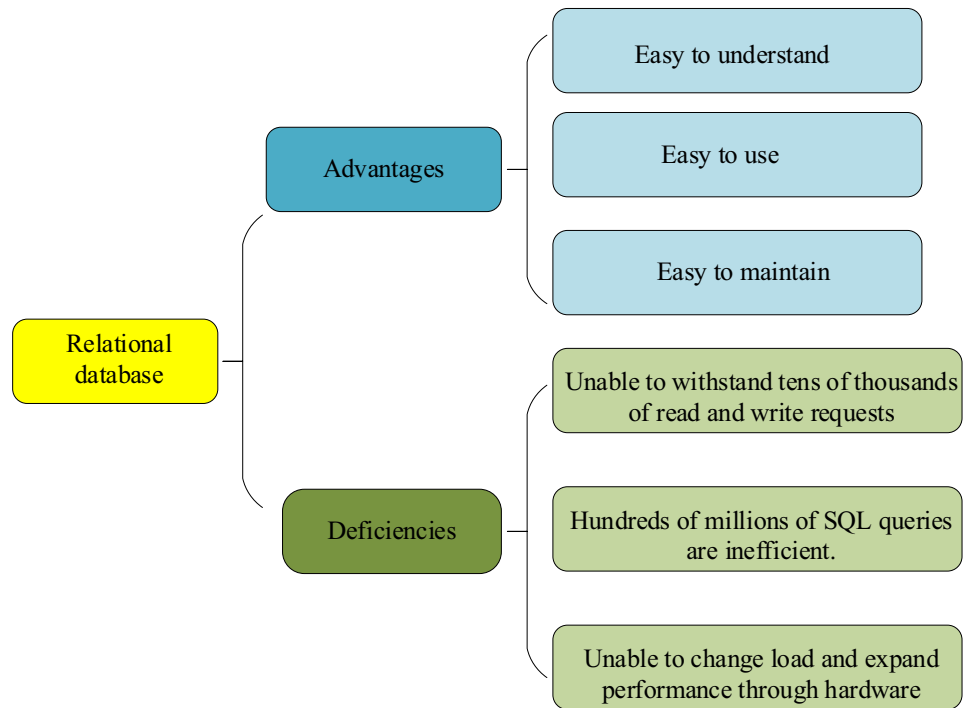 Relational
database
Advantages
Easy to understand
Easy to use
Easy to maintain
Deficiencies
Unable to withstand tens of thousands
of read and write requests
Hundreds of millions of SQL queries
are inefficient.
Unable to change load and expand
performance through hardware